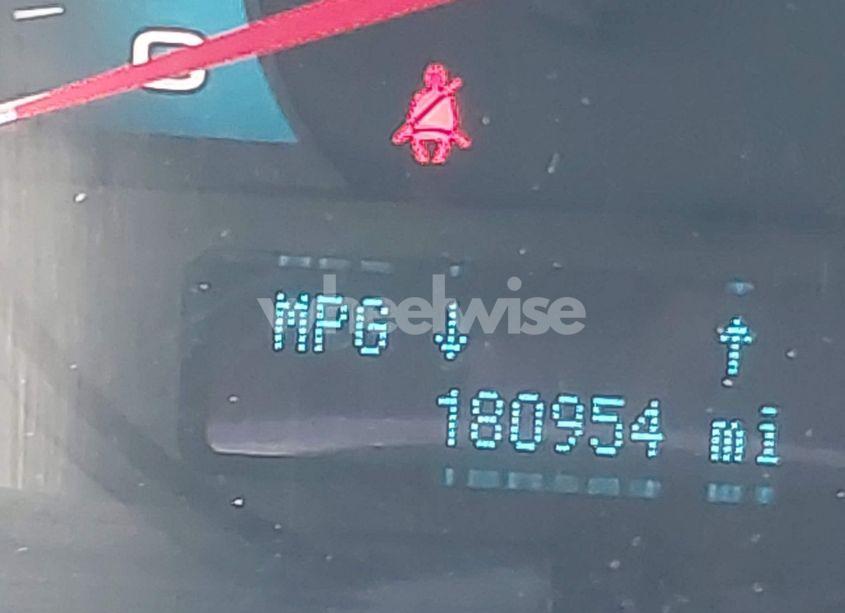 C
MPG ↓ ↑
wheelwise
180954 mi